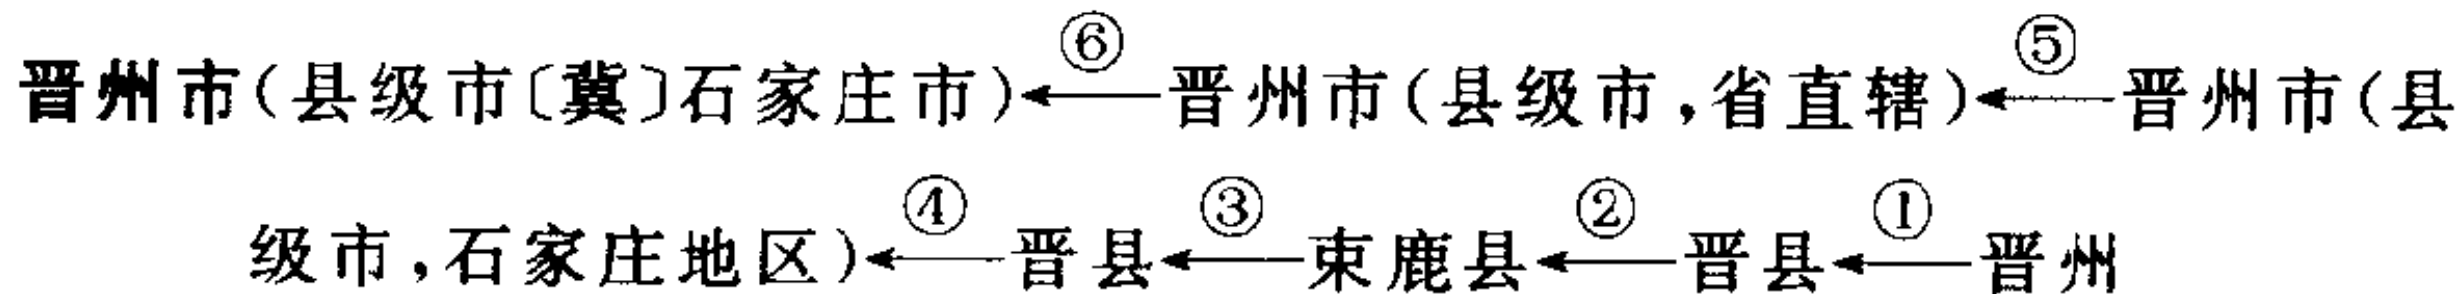 晋州市(县级市〔冀〕石家庄市)←⑥晋州市(县级市,省直辖)←⑤晋州市(县
级市,石家庄地区)←④晋县←③束鹿县←②晋县←①晋州